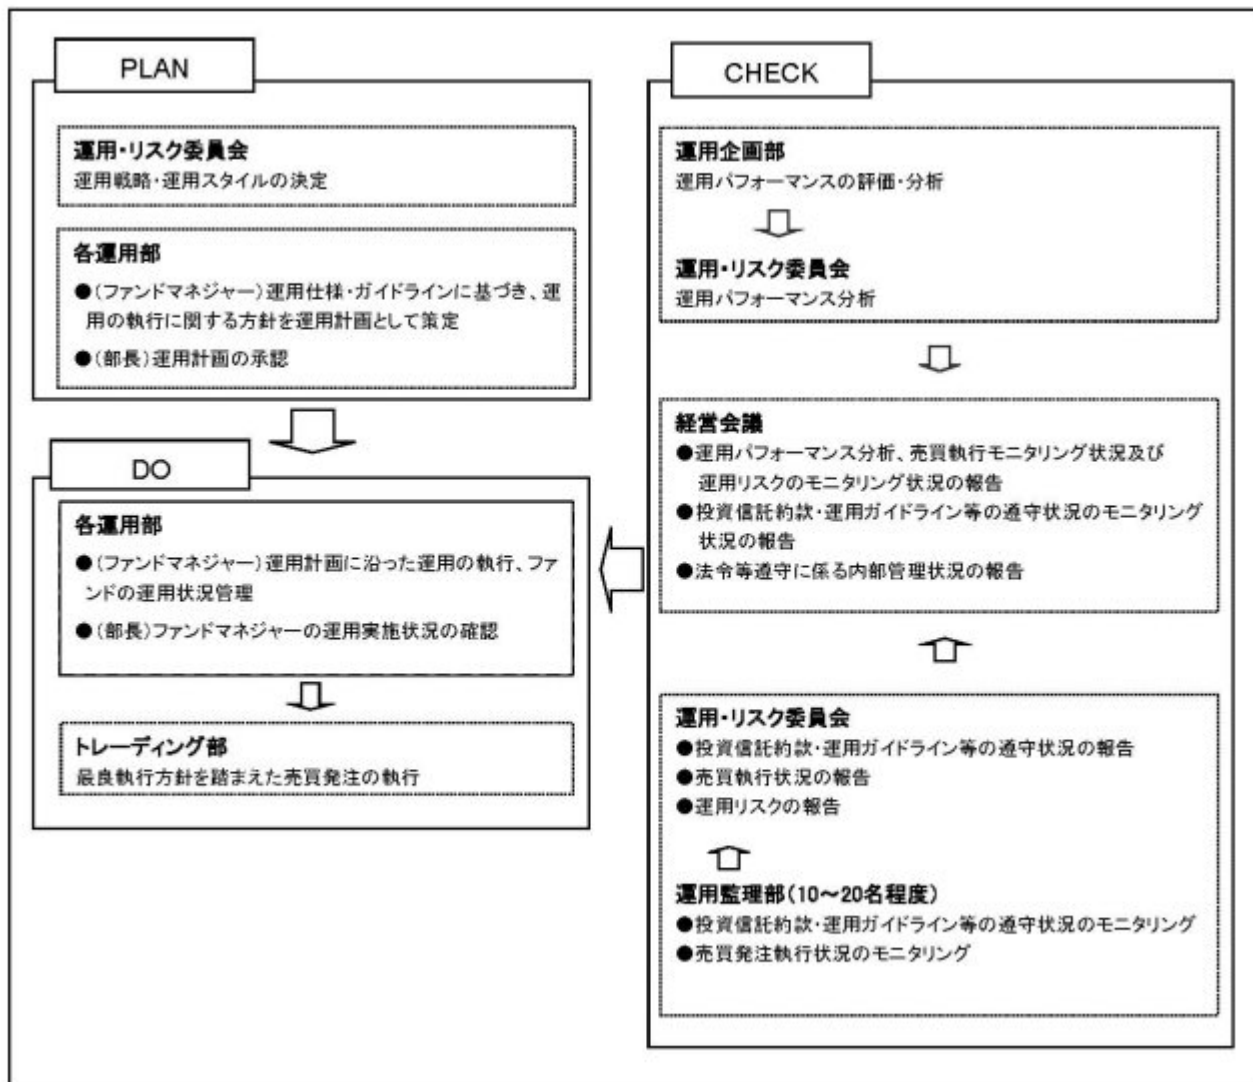 PLAN
運用・リスク委員会
運用戦略・運用スタイルの決定
各運用部
●(ファンドマネジャー)運用仕様・ガイドラインに基づき、運
用の執行に関する方針を運用計画として策定
●(部長)運用計画の承認
DO
各運用部
●(ファンドマネジャー)運用計画に沿った運用の執行、ファ
ンドの運用状況管理
●(部長)ファンドマネジャーの運用実施状況の確認
トレーディング部
最良執行方針を踏まえた売買発注の執行
CHECK
運用企画部
運用パフォーマンスの評価・分析
運用・リスク委員会
運用パフォーマンス分析
経営会議
●運用パフォーマンス分析、売買執行モニタリング状況及び
運用リスクのモニタリング状況の報告
●投資信託約款・運用ガイドライン等の遵守状況のモニタリング
状況の報告
●法令等遵守に係る内部管理状況の報告
運用・リスク委員会
●投資信託約款・運用ガイドライン等の遵守状況の報告
●売買執行状況の報告
●運用リスクの報告
運用監理部(10～20名程度)
●投資信託約款・運用ガイドライン等の遵守状況のモニタリング
●売買発注執行状況のモニタリング